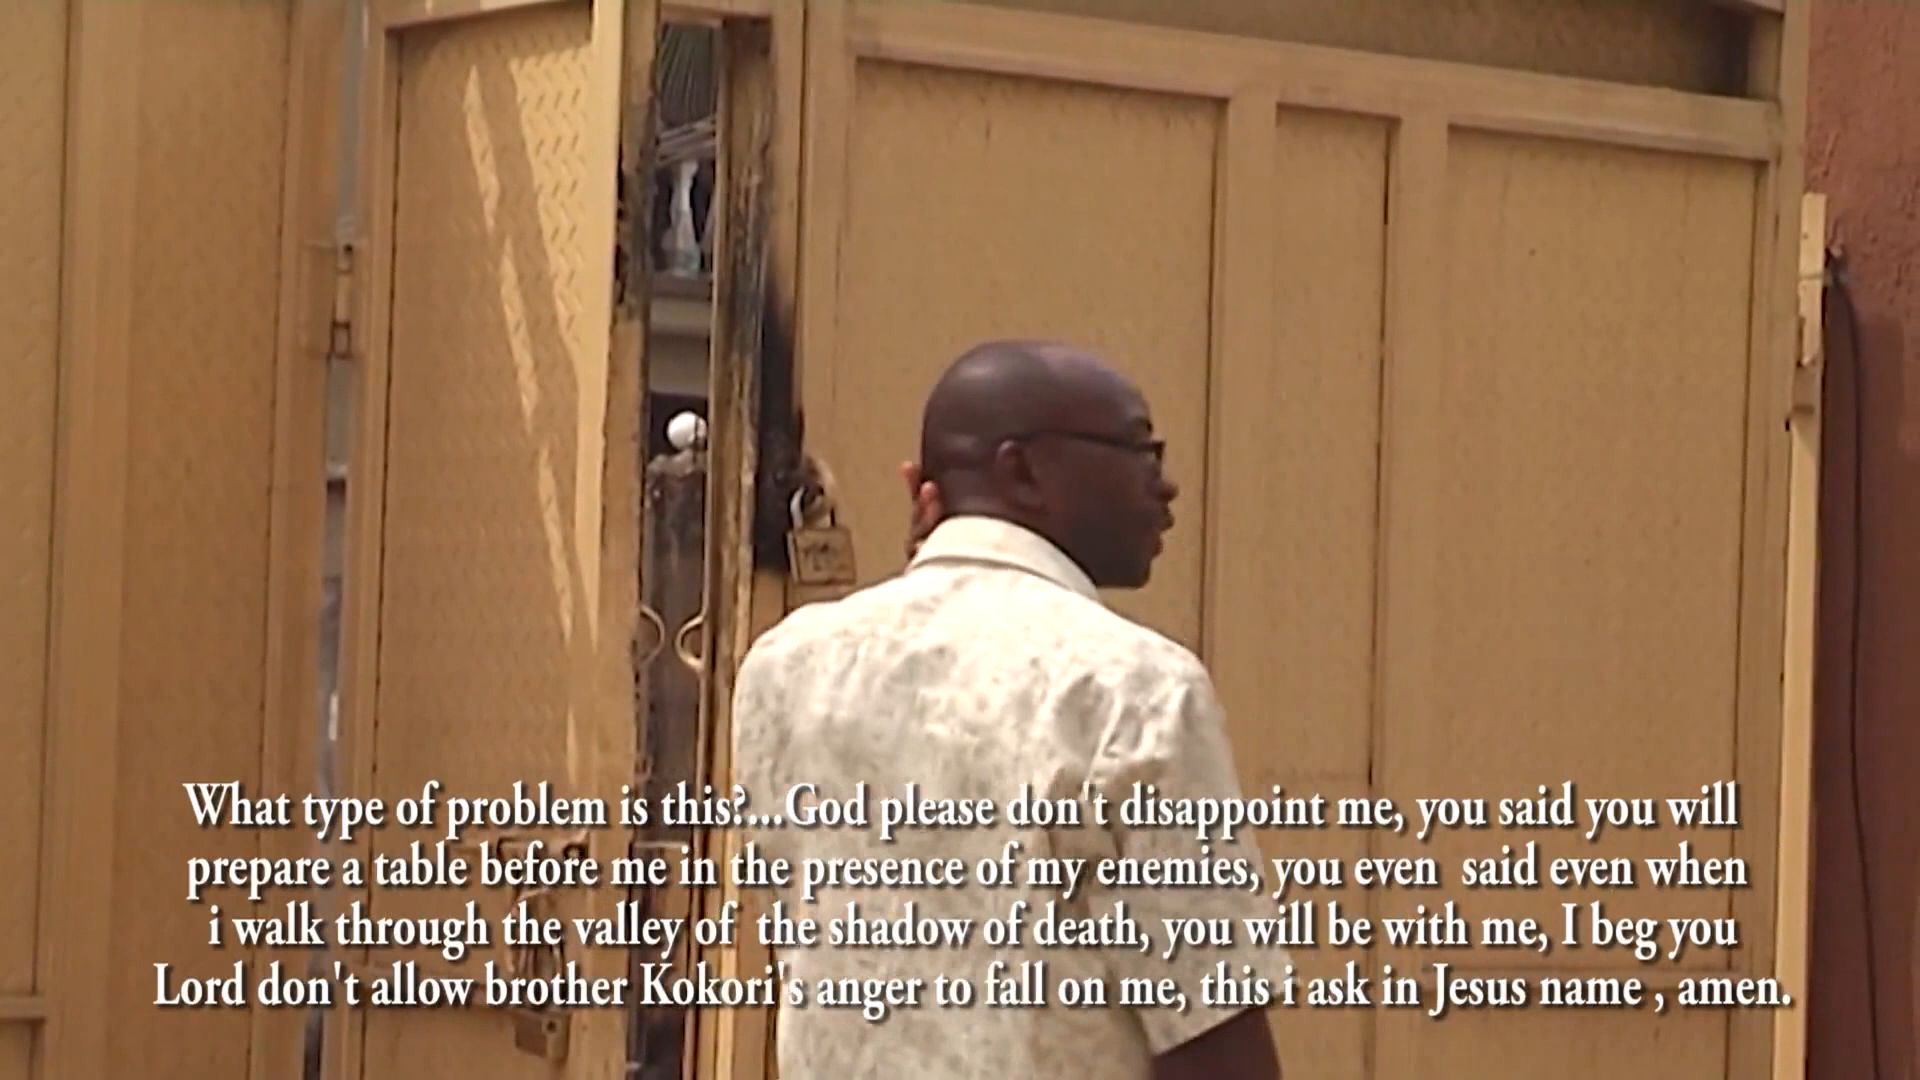 What type of problem is this?...God please don't disappoint me, you said you will
prepare a table before me in the presence of my enemies, you even  said even when
i walk through the valley of  the shadow of death, you will be with me, I beg you
Lord don't allow brother Kokori's anger to fall on me, this i ask in Jesus name , amen.